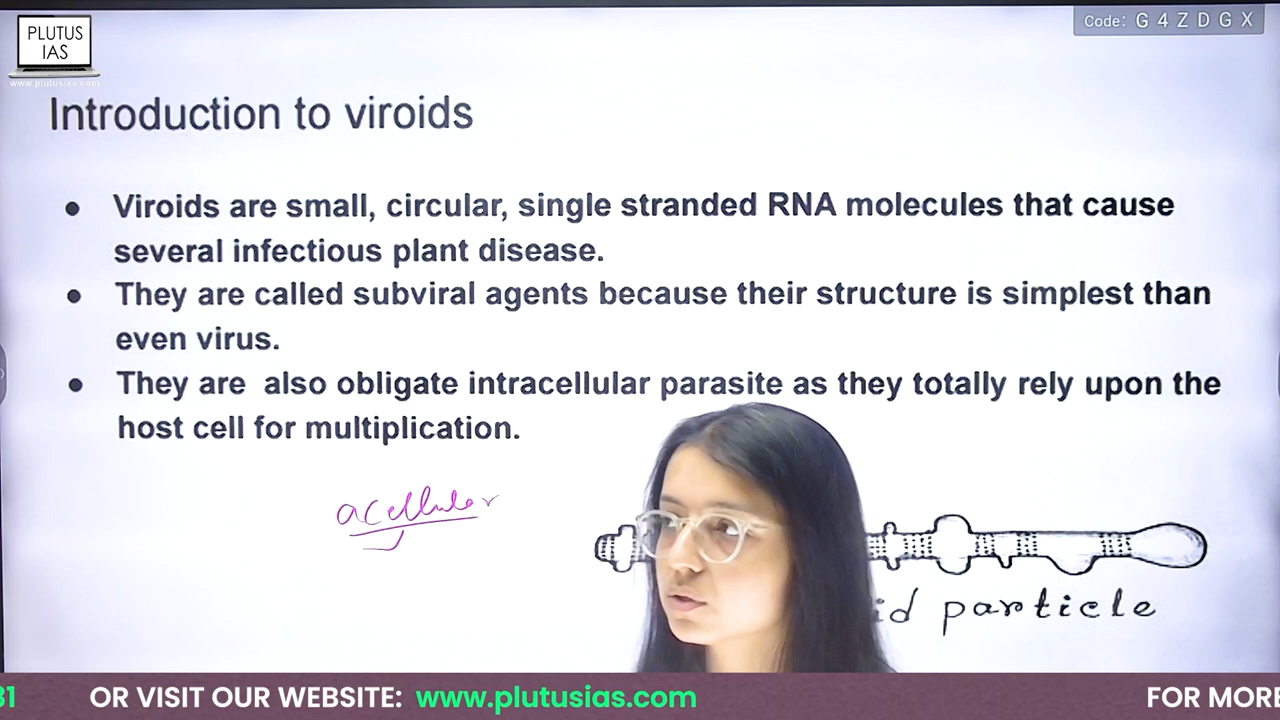 PLUTUS
IAS
www.plutusias.com
Code: G 4 Z D G X
Introduction to viroids
● Viroids are small, circular, single stranded RNA molecules that cause
several infectious plant disease.
● They are called subviral agents because their structure is simplest than
even virus.
● They are also obligate intracellular parasite as they totally rely upon the
host cell for multiplication.
acellular
id particle
31 OR VISIT OUR WEBSITE: www.plutusias.com FOR MORE